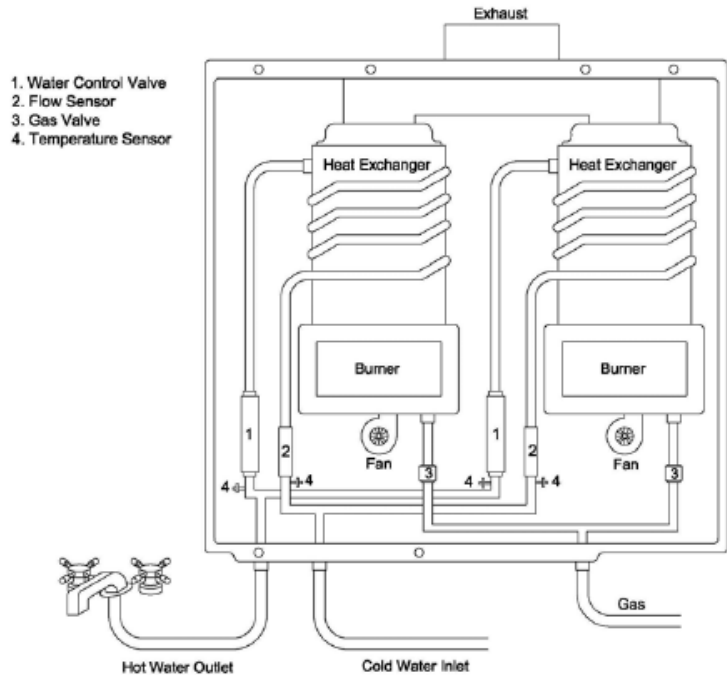 Exhaust
1. Water Control Valve
2. Flow Sensor
3. Gas Valve
4. Temperature Sensor
Heat Exchanger
Heat Exchanger
Burner
Burner
1
2
1
2
Fan
Fan
3
3
4
4
4
4
Gas
Hot Water Outlet
Cold Water Inlet